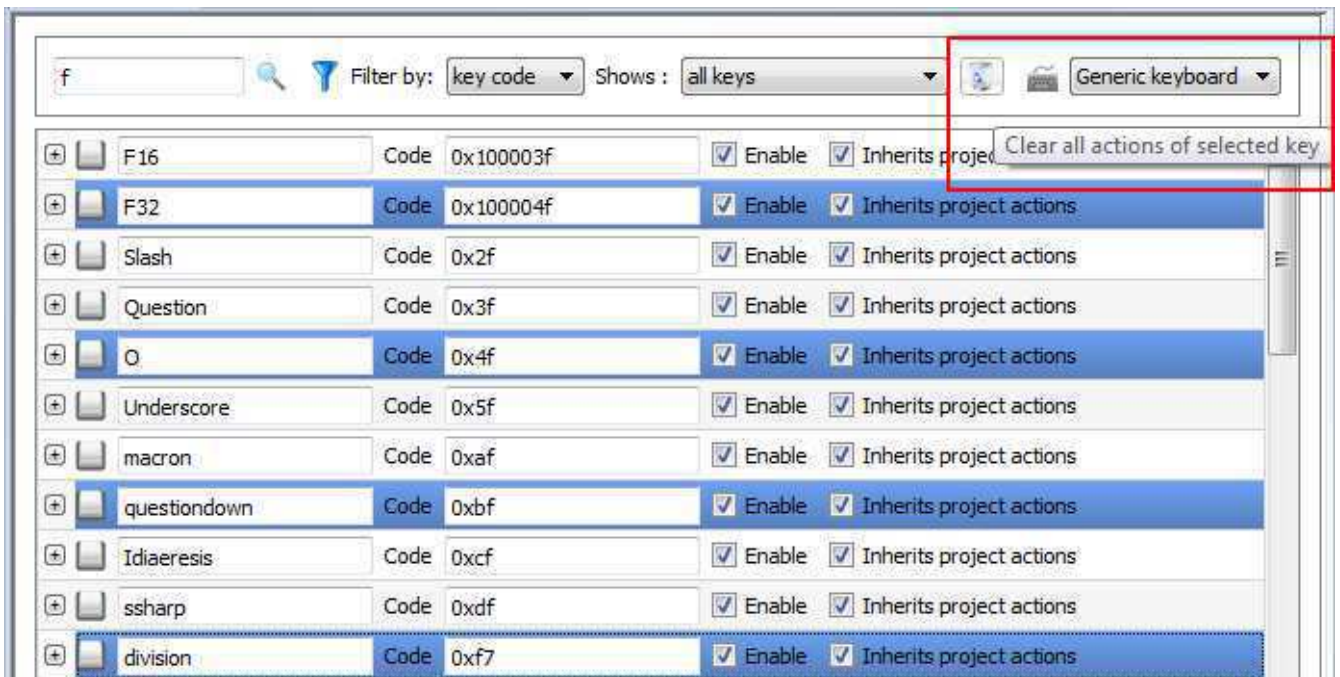 f Filter by: key code Shows : all keys Generic keyboard
Clear all actions of selected key
F16 Code 0x100003f Enable Inherits projec
F32 Code 0x100004f Enable Inherits project actions
Slash Code 0x2f Enable Inherits project actions
Question Code 0x3f Enable Inherits project actions
O Code 0x4f Enable Inherits project actions
Underscore Code 0x5f Enable Inherits project actions
macron Code 0xaf Enable Inherits project actions
questiondown Code 0xbf Enable Inherits project actions
Idiaeresis Code 0xcf Enable Inherits project actions
ssharp Code 0xdf Enable Inherits project actions
division Code 0xf7 Enable Inherits project actions